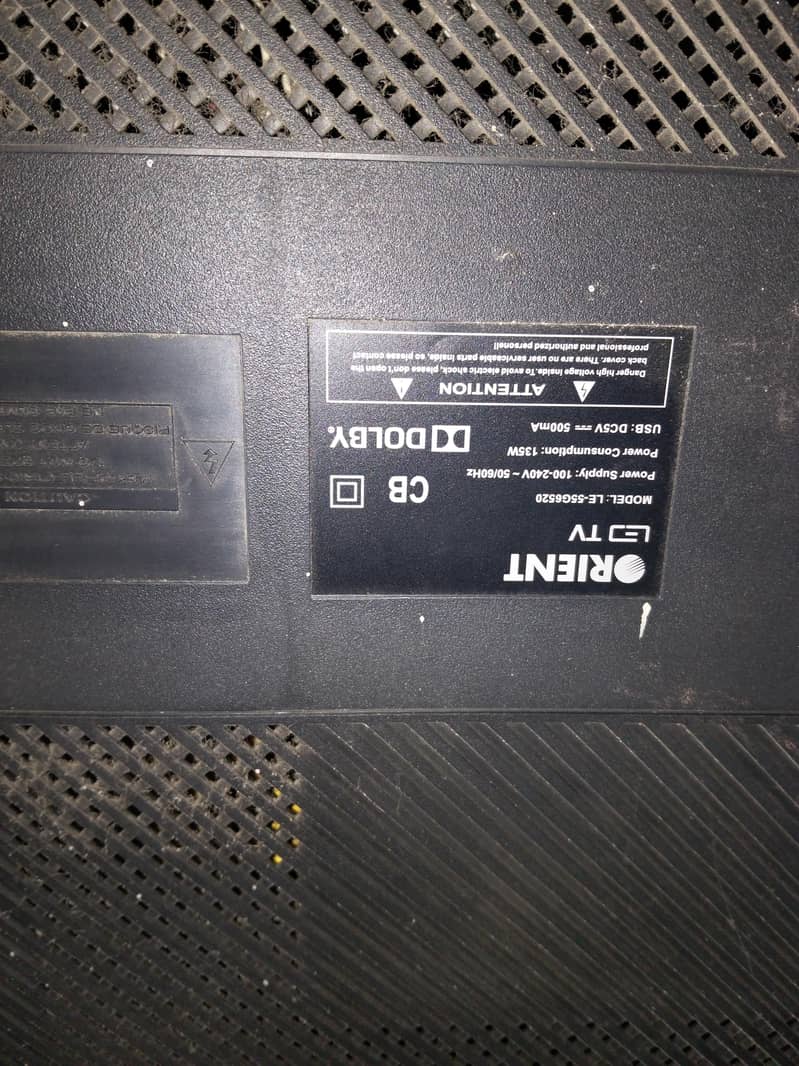 ORIENT
LED TV
MODEL: LE-55G6520
Power Supply: 100-240V ~ 50/60Hz
Power Consumption: 135W
USB: DC5V ⎓ 500mA
CB
DOLBY.
ATTENTION
Danger high voltage inside. To avoid electric shock, please don't open the
back cover. There are no user serviceable parts inside, so please contact
professional and authorized personel!
CAUTION